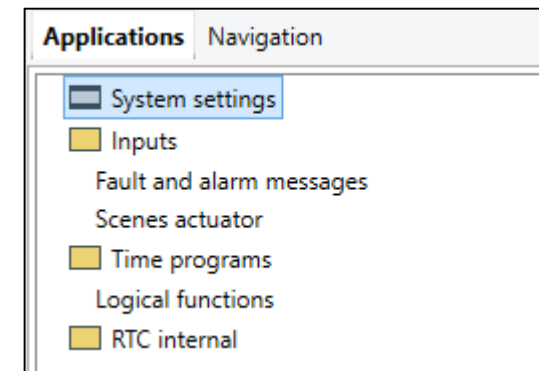 Applications Navigation
System settings
Inputs
Fault and alarm messages
Scenes actuator
Time programs
Logical functions
RTC internal